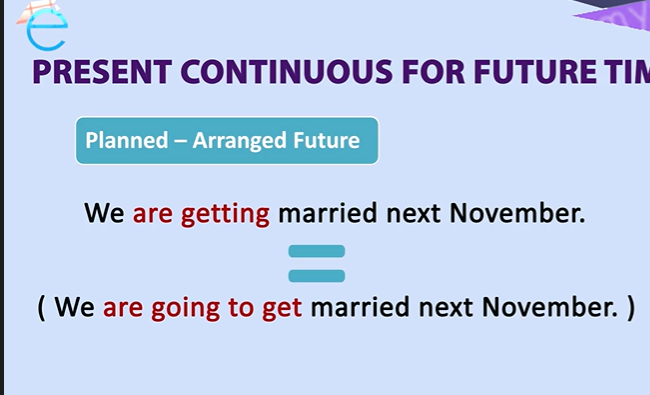 PRESENT CONTINUOUS FOR FUTURE
Planned – Arranged Future
We are getting married next November.
=
( We are going to get married next November. )